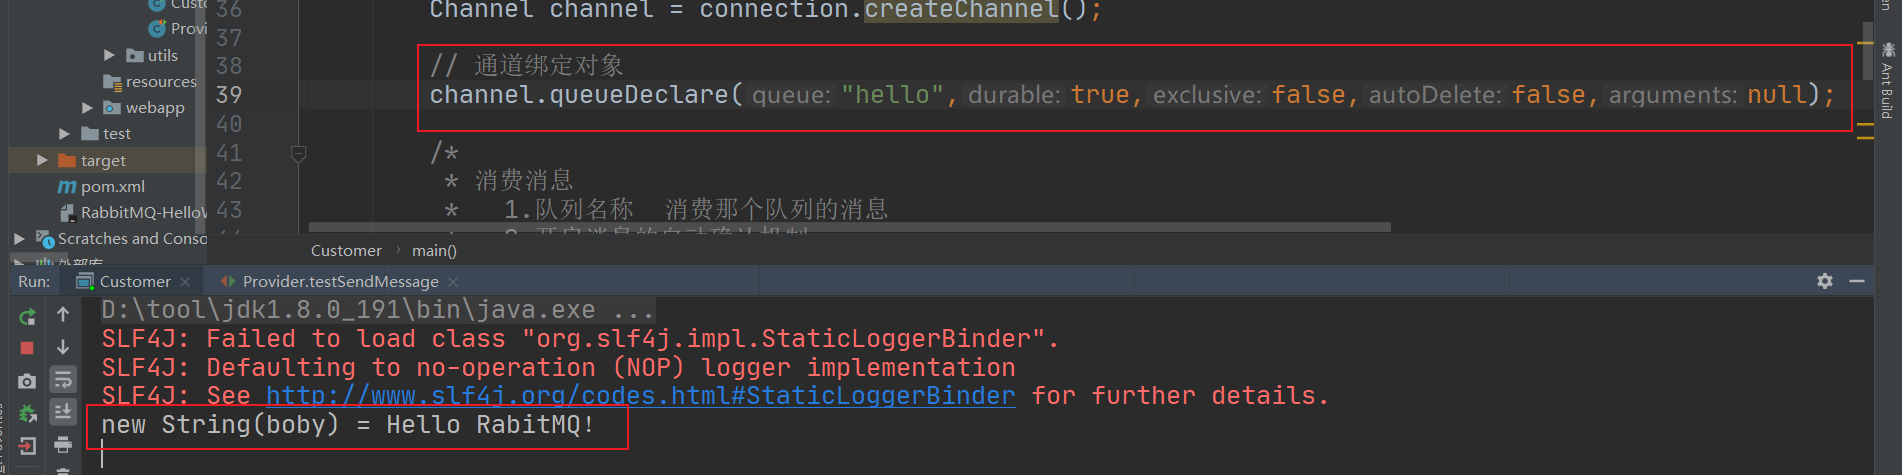 Custo
Provi
utils
resources
webapp
test
target
pom.xml
RabbitMQ-HelloW
Scratches and Conso
外部库
36 Channel channel = connection.createChannel();
37
38 // 通道绑定对象
39 channel.queueDeclare( queue: "hello", durable: true, exclusive: false, autoDelete: false, arguments: null);
40
41 /*
42 * 消费消息
43 * 1.队列名称 消费那个队列的消息
Customer › main()
Ant Build
Run: Customer Provider.testSendMessage
D:\tool\jdk1.8.0_191\bin\java.exe ...
SLF4J: Failed to load class "org.slf4j.impl.StaticLoggerBinder".
SLF4J: Defaulting to no-operation (NOP) logger implementation
SLF4J: See http://www.slf4j.org/codes.html#StaticLoggerBinder for further details.
new String(boby) = Hello RabitMQ!